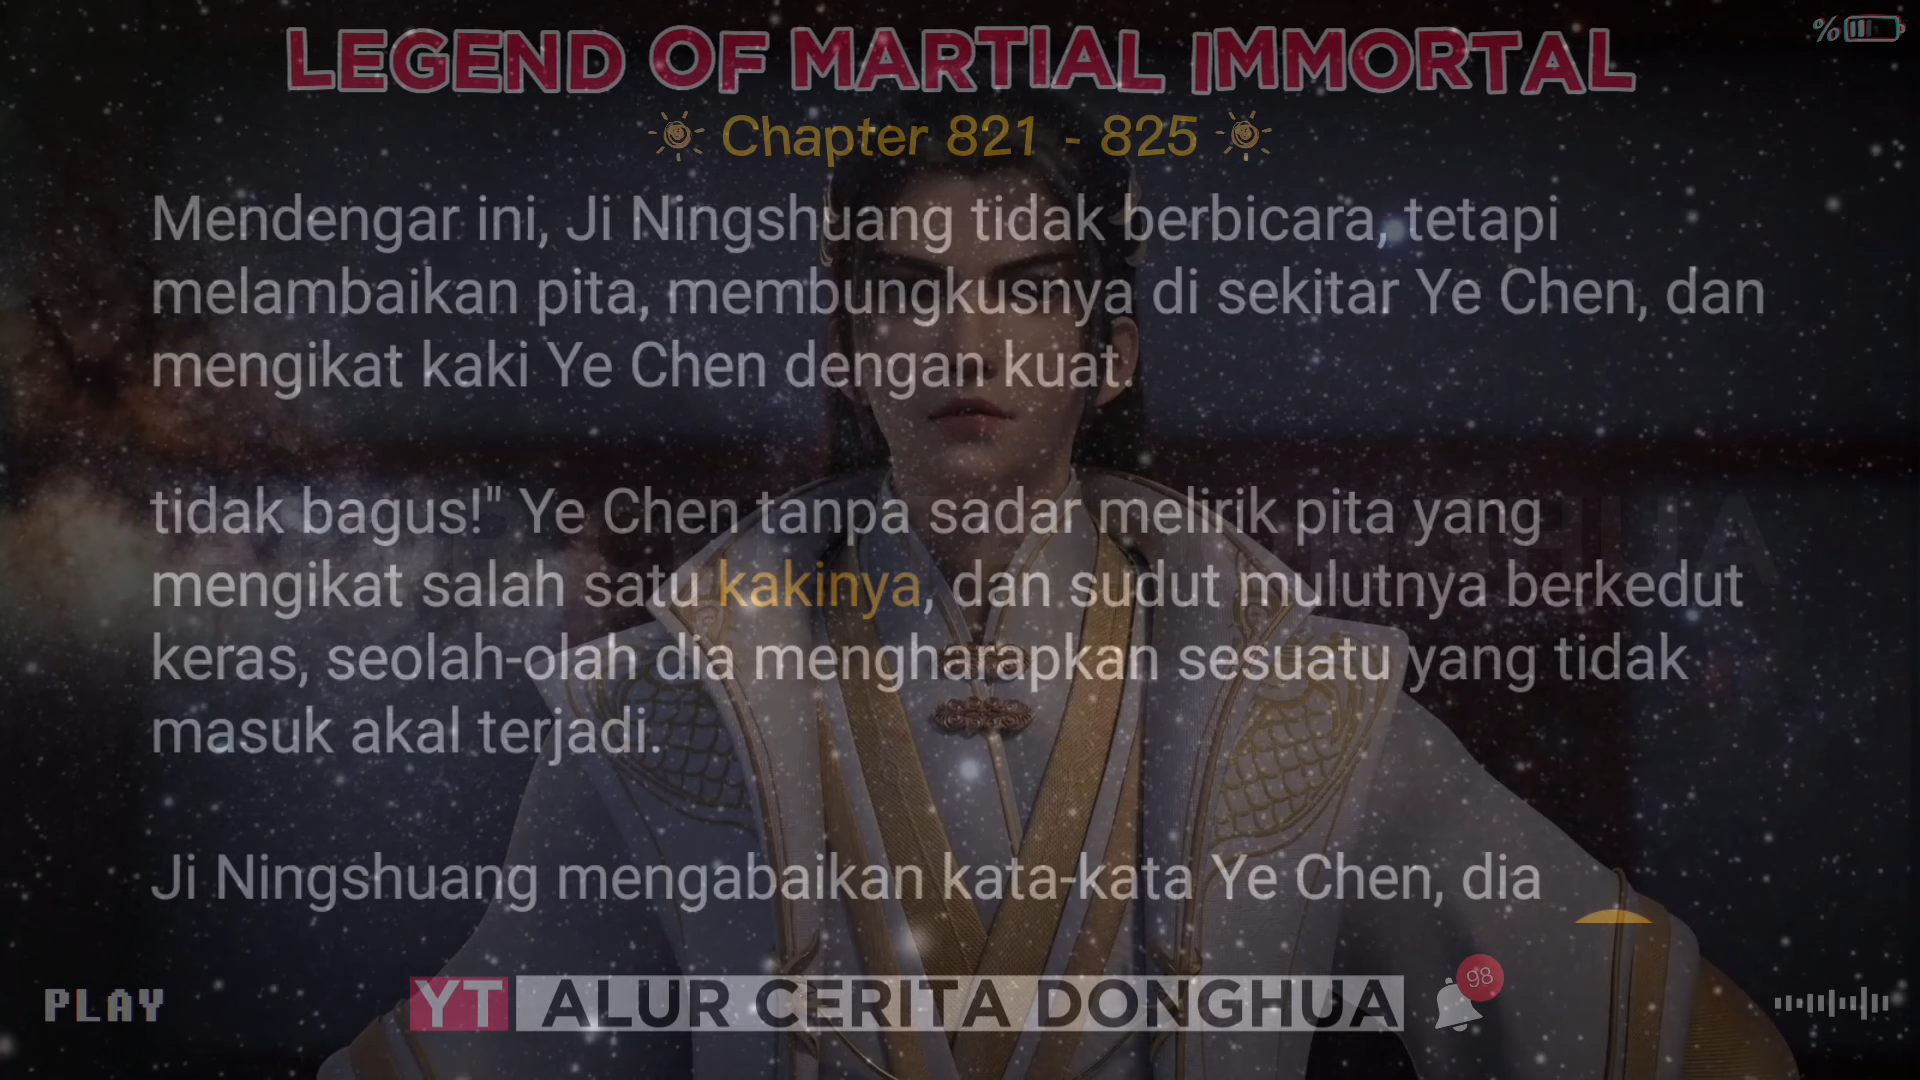 LEGEND OF MARTIAL IMMORTAL
%
Chapter 821 - 825
Mendengar ini, Ji Ningshuang tidak berbicara, tetapi
melambaikan pita, membungkusnya di sekitar Ye Chen, dan
mengikat kaki Ye Chen dengan kuat.
tidak bagus!" Ye Chen tanpa sadar melirik pita yang
mengikat salah satu kakinya, dan sudut mulutnya berkedut
keras, seolah-olah dia mengharapkan sesuatu yang tidak
masuk akal terjadi.
Ji Ningshuang mengabaikan kata-kata Ye Chen, dia
PLAY
YT ALUR CERITA DONGHUA
98